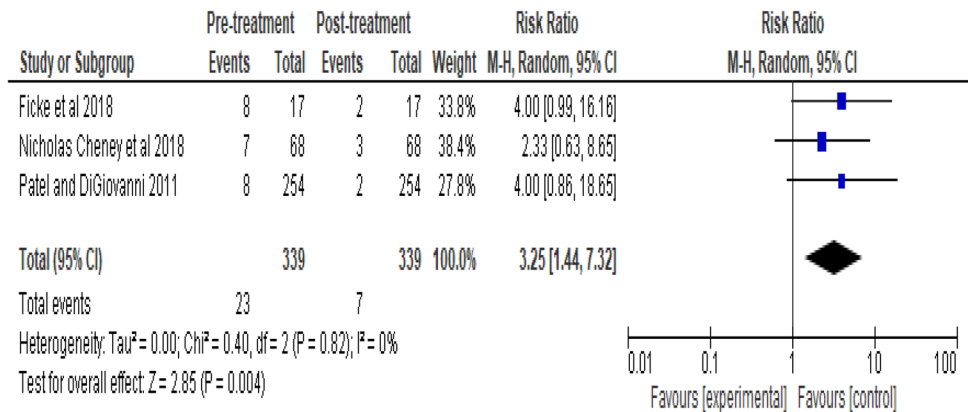 Pre-treatment Post-treatment Risk Ratio Risk Ratio
Study or Subgroup Events Total Events Total Weight M-H, Random, 95% CI M-H, Random, 95% CI
Ficke et al 2018 8 17 2 17 33.8% 4.00 [0.99, 16.16]
Nicholas Cheney et al 2018 7 68 3 68 38.4% 2.33 [0.63, 8.65]
Patel and DiGiovanni 2011 8 254 2 254 27.8% 4.00 [0.86, 18.65]
Total (95% CI) 339 339 100.0% 3.25 [1.44, 7.32]
Total events 23 7
Heterogeneity: Tau² = 0.00; Chi² = 0.40, df = 2 (P = 0.82); I² = 0%
Test for overall effect: Z = 2.85 (P = 0.004)
0.01 0.1 1 10 100
Favours [experimental] Favours [control]